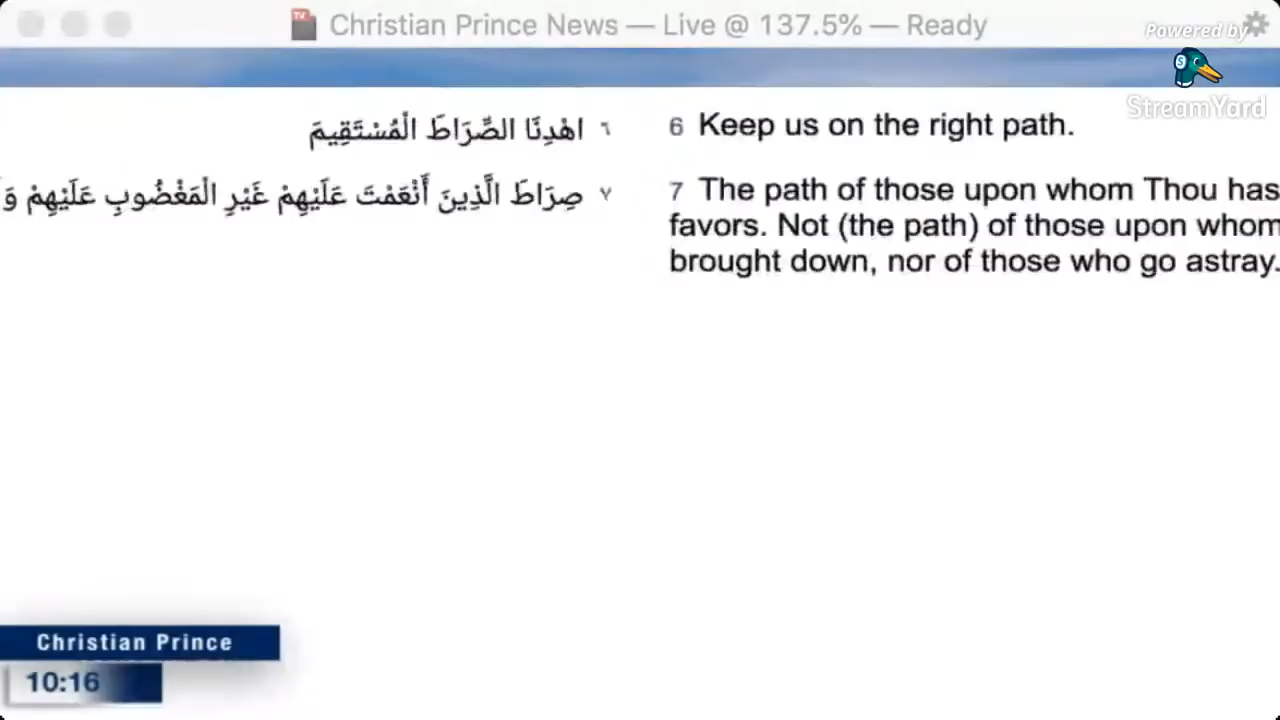 Christian Prince News — Live @ 137.5% — Ready
Powered by
StreamYard
٦ اهْدِنَا الصِّرَاطَ الْمُسْتَقِيمَ
6 Keep us on the right path.
٧ صِرَاطَ الَّذِينَ أَنْعَمْتَ عَلَيْهِمْ غَيْرِ الْمَغْضُوبِ عَلَيْهِمْ وَ
7 The path of those upon whom Thou has
favors. Not (the path) of those upon whom
brought down, nor of those who go astray.
Christian Prince
10:16